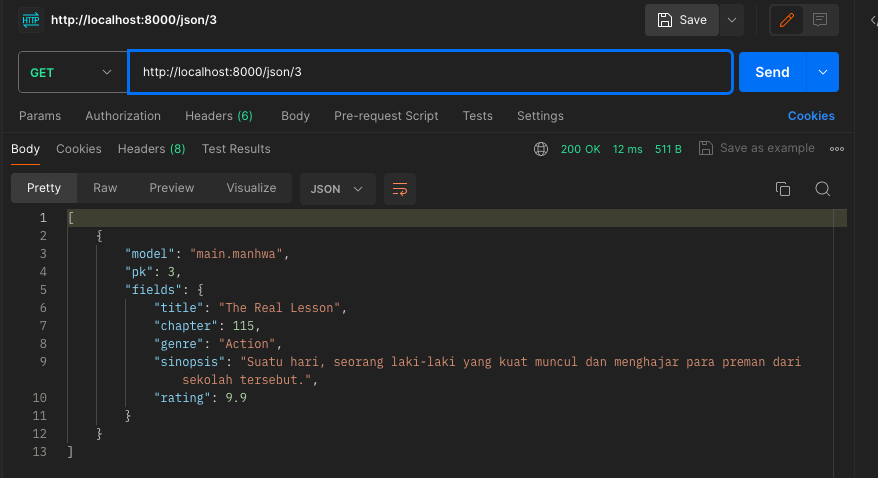 HTTP http://localhost:8000/json/3 Save
GET http://localhost:8000/json/3 Send
Params Authorization Headers (6) Body Pre-request Script Tests Settings Cookies
Body Cookies Headers (8) Test Results 200 OK 12 ms 511 B Save as example
Pretty Raw Preview Visualize JSON
1 [
2 {
3 "model": "main.manhwa",
4 "pk": 3,
5 "fields": {
6 "title": "The Real Lesson",
7 "chapter": 115,
8 "genre": "Action",
9 "sinopsis": "Suatu hari, seorang laki-laki yang kuat muncul dan menghajar para preman dari
sekolah tersebut.",
10 "rating": 9.9
11 }
12 }
13 ]